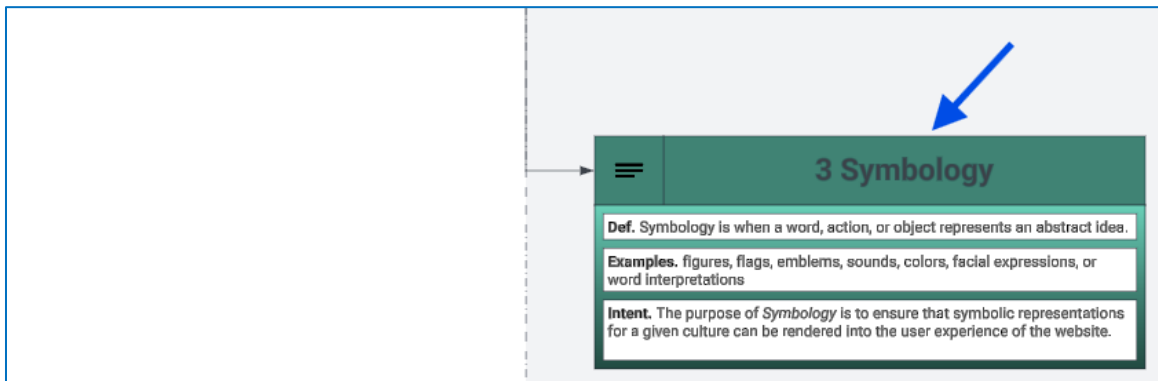 3 Symbology
Def. Symbology is when a word, action, or object represents an abstract idea.
Examples. figures, flags, emblems, sounds, colors, facial expressions, or
word interpretations
Intent. The purpose of Symbology is to ensure that symbolic representations
for a given culture can be rendered into the user experience of the website.